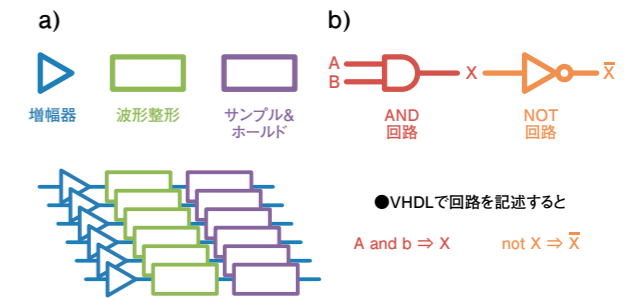 a)
増幅器
波形整形
サンプル&
ホールド
b)
A
B
X
X̅
AND
回路
NOT
回路
●VHDLで回路を記述すると
A and b ⇒ X
not X ⇒ X̅